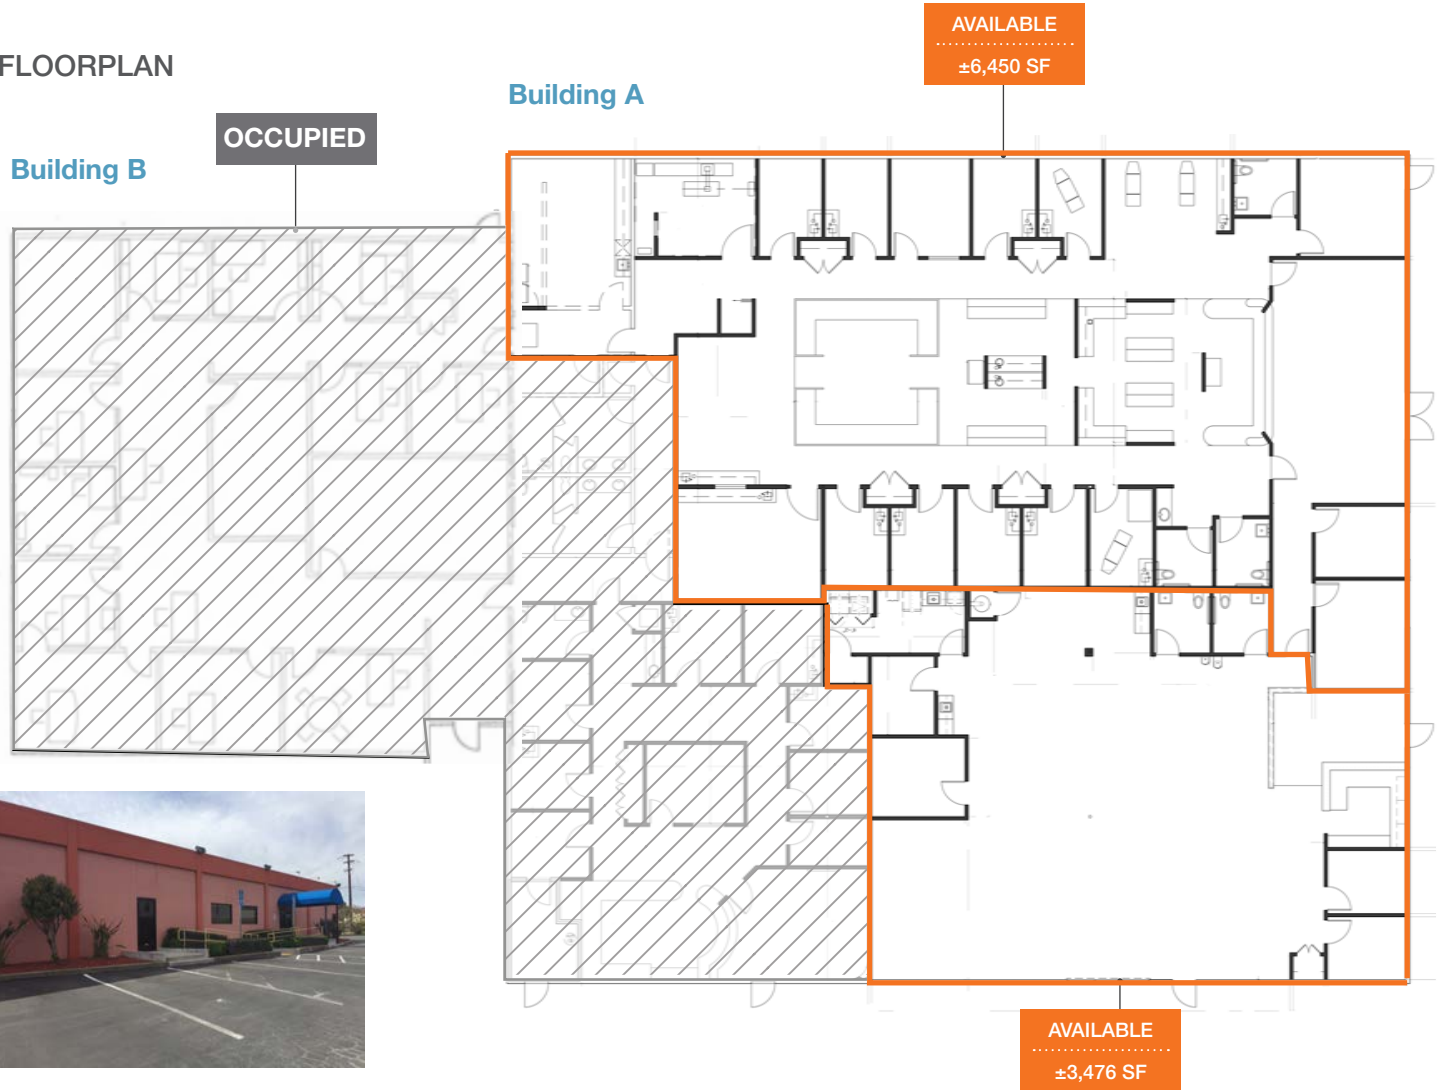 AVAILABLE
±6,450 SF
FLOORPLAN
Building A
OCCUPIED
Building B
AVAILABLE
±3,476 SF